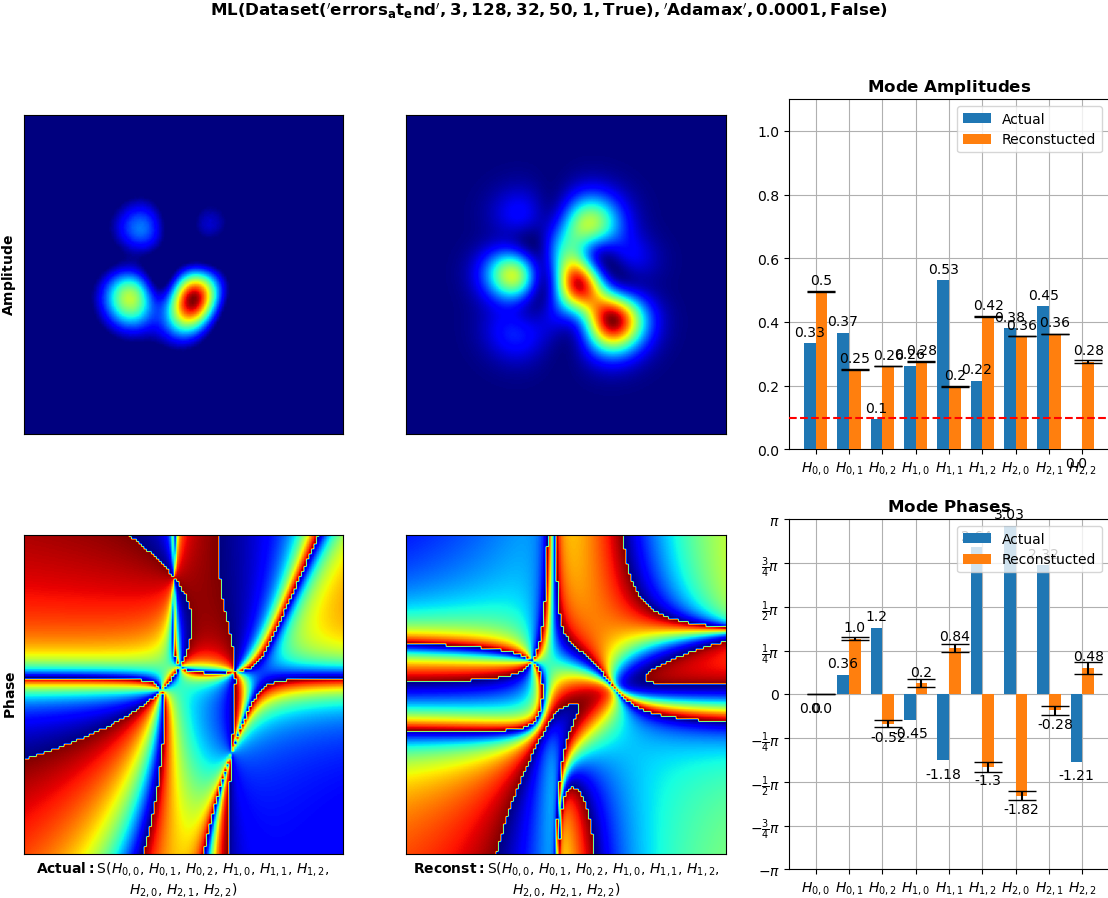 ML(Dataset('errors_at_end', 3, 128, 32, 50, 1, True), 'Adamax', 0.0001, False)
Amplitude
Mode Amplitudes
Actual
Reconstucted
1.0
0.8
0.6
0.4
0.2
0.0
0.33 0.5 0.37 0.25 0.1 0.26 0.26 0.28 0.53 0.2 0.22 0.42 0.38 0.36 0.45 0.36 0.0 0.28
H0,0 H0,1 H0,2 H1,0 H1,1 H1,2 H2,0 H2,1 H2,2
Phase
Mode Phases
Actual
Reconstucted
π
3/4π
1/2π
1/4π
0
−1/4π
−1/2π
−3/4π
−π
0.0 0.0 0.36 1.0 1.2 -0.52 -0.45 0.2 -1.18 0.84 -1.3 3.03 -1.82 -0.28 -1.21 0.48
H0,0 H0,1 H0,2 H1,0 H1,1 H1,2 H2,0 H2,1 H2,2
Actual: S(H0,0, H0,1, H0,2, H1,0, H1,1, H1,2,
H2,0, H2,1, H2,2)
Reconst: S(H0,0, H0,1, H0,2, H1,0, H1,1, H1,2,
H2,0, H2,1, H2,2)